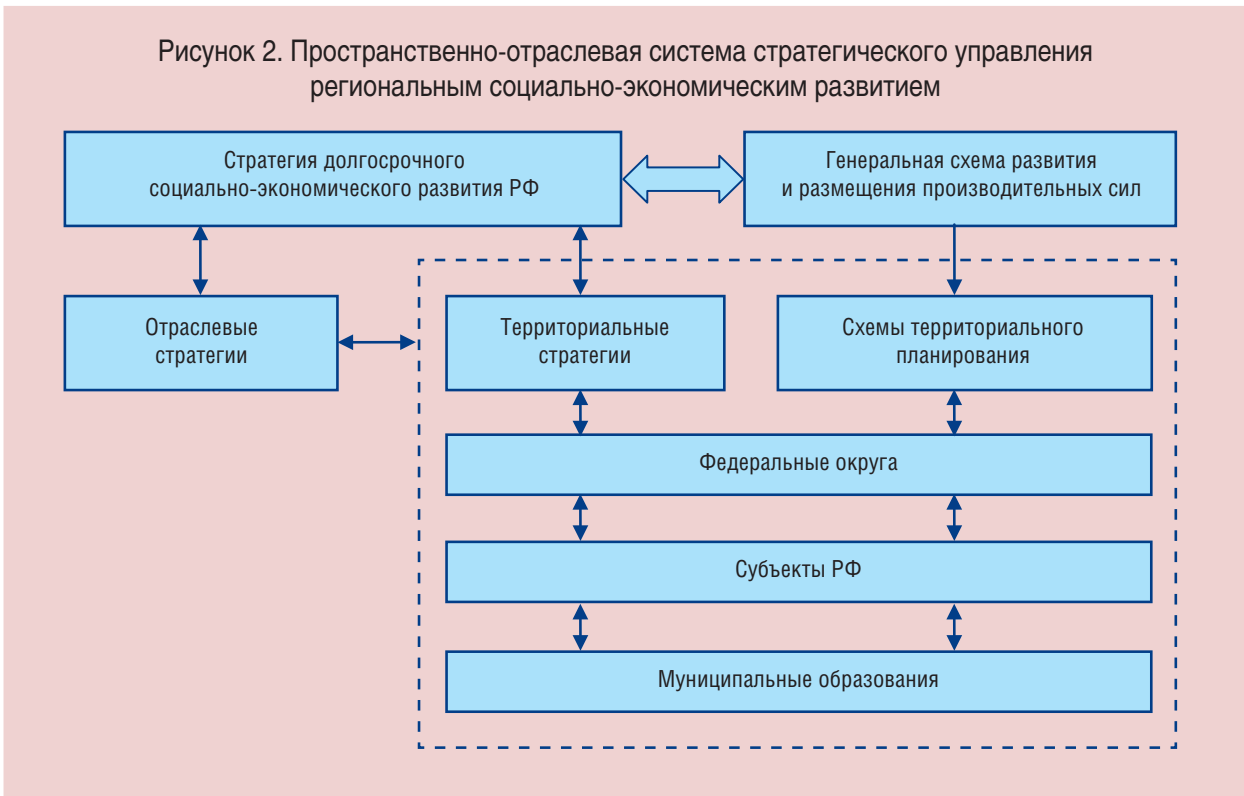 Рисунок 2. Пространственно-отраслевая система стратегического управления
региональным социально-экономическим развитием
Стратегия долгосрочного
социально-экономического развития РФ
Генеральная схема развития
и размещения производительных сил
Отраслевые
стратегии
Территориальные
стратегии
Схемы территориального
планирования
Федеральные округа
Субъекты РФ
Муниципальные образования